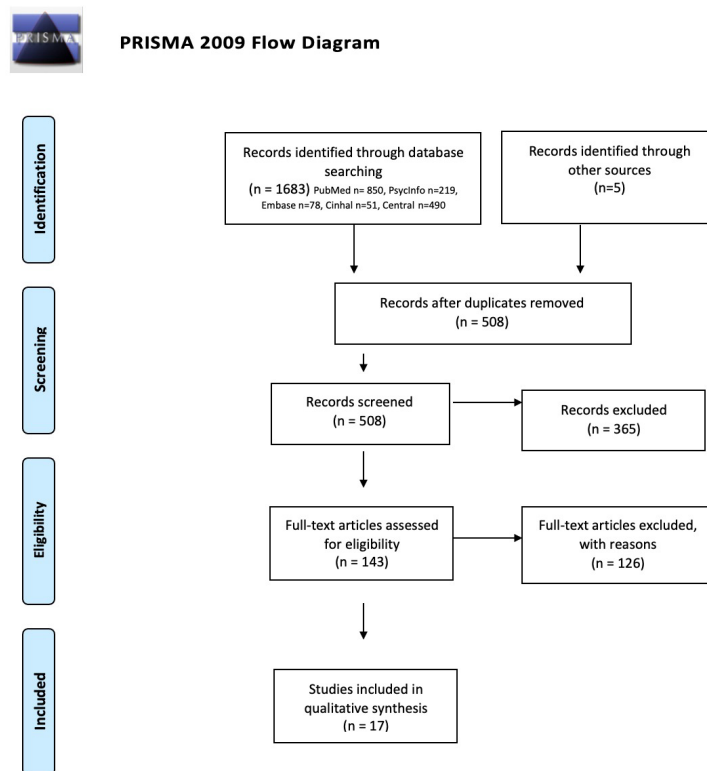 PRISMA
PRISMA 2009 Flow Diagram
Identification
Records identified through database
searching
(n = 1683) PubMed n= 850, PsycInfo n=219,
Embase n=78, Cinhal n=51, Central n=490
Records identified through
other sources
(n=5)
Records after duplicates removed
(n = 508)
Screening
Records screened
(n = 508)
Records excluded
(n = 365)
Eligibility
Full-text articles assessed
for eligibility
(n = 143)
Full-text articles excluded,
with reasons
(n = 126)
Included
Studies included in
qualitative synthesis
(n = 17)